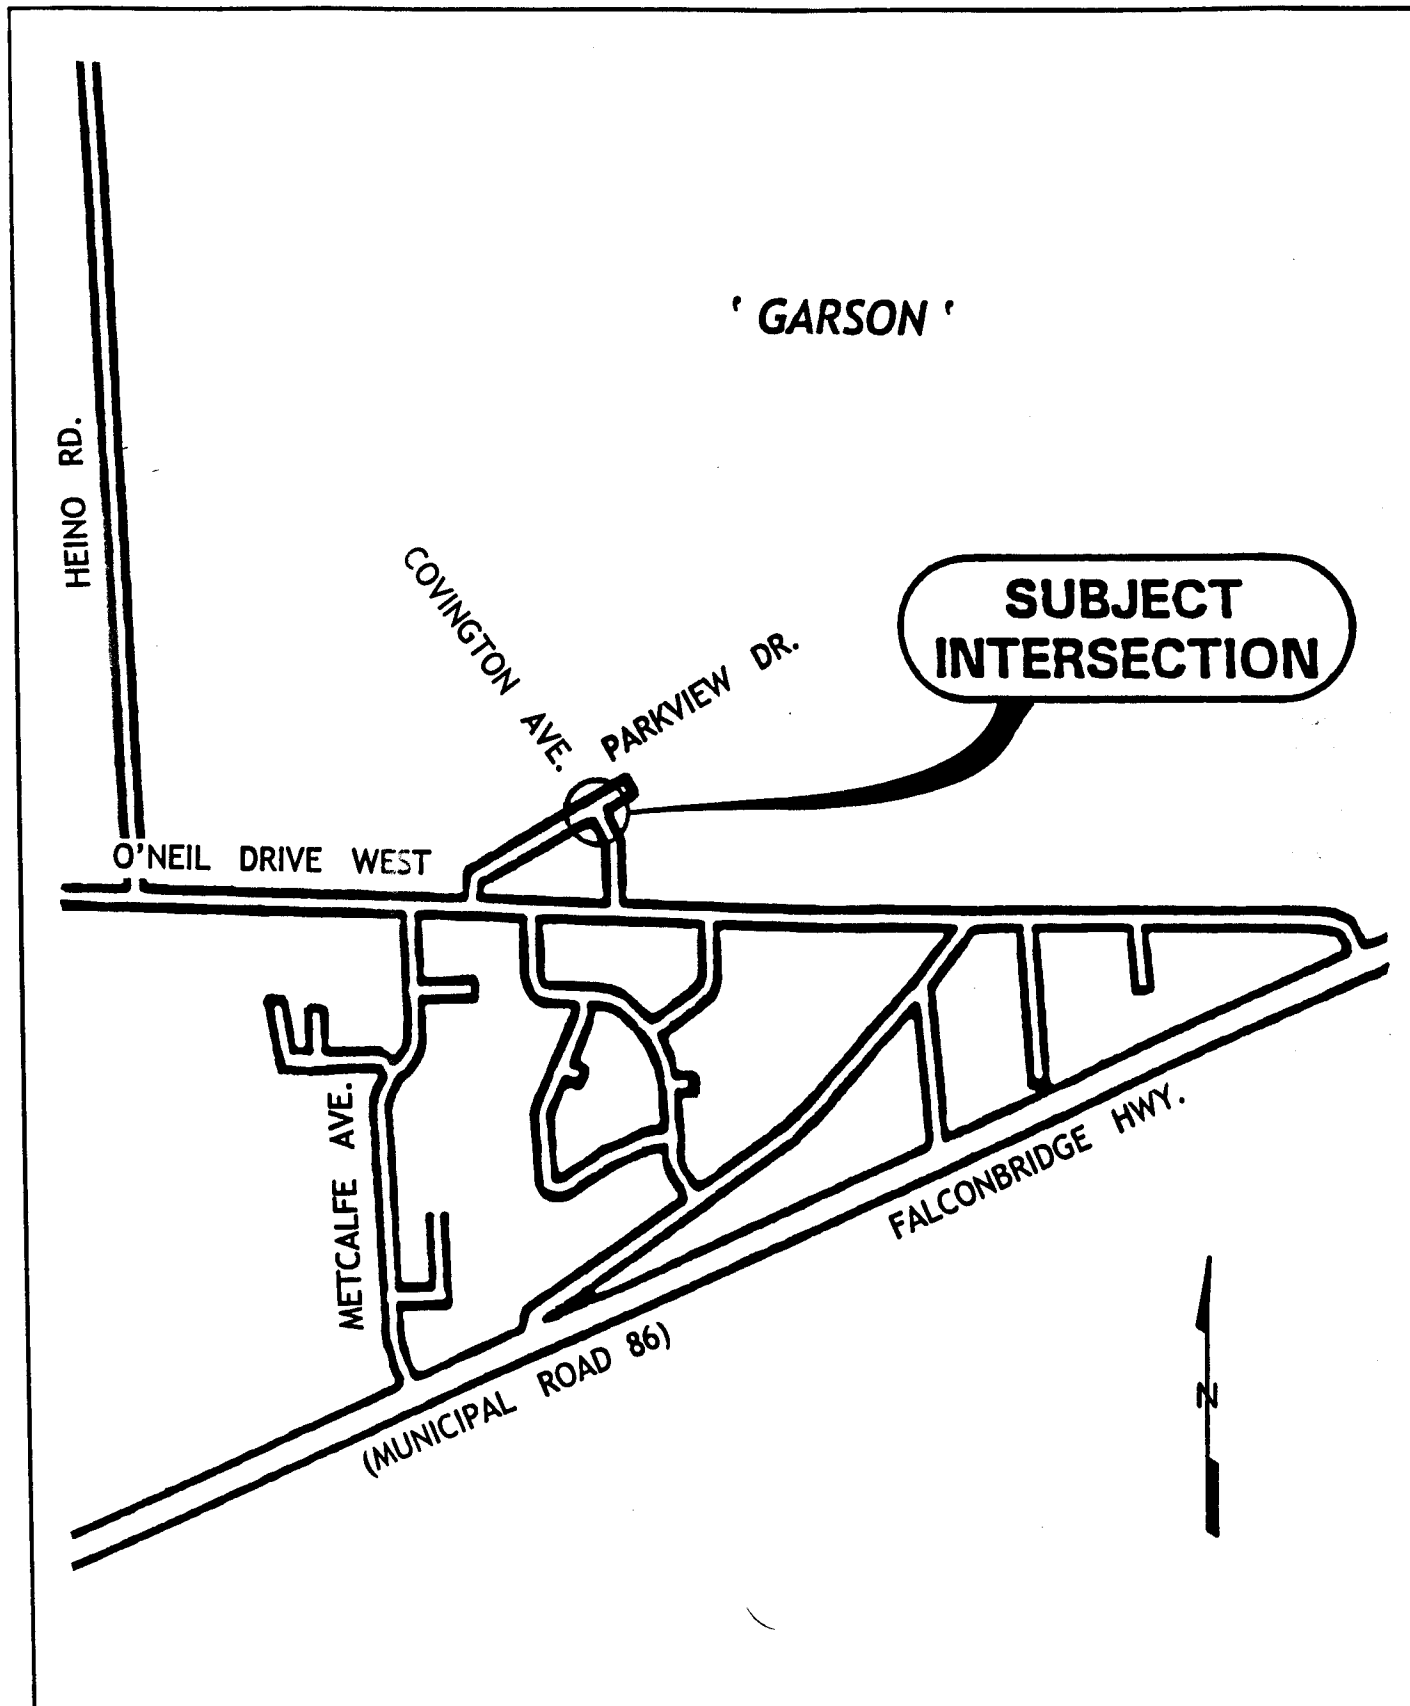 ' GARSON '
HEINO RD.
COVINGTON AVE.
PARKVIEW DR.
SUBJECT
INTERSECTION
O'NEIL DRIVE WEST
METCALFE AVE.
FALCONBRIDGE HWY.
(MUNICIPAL ROAD 86)
N